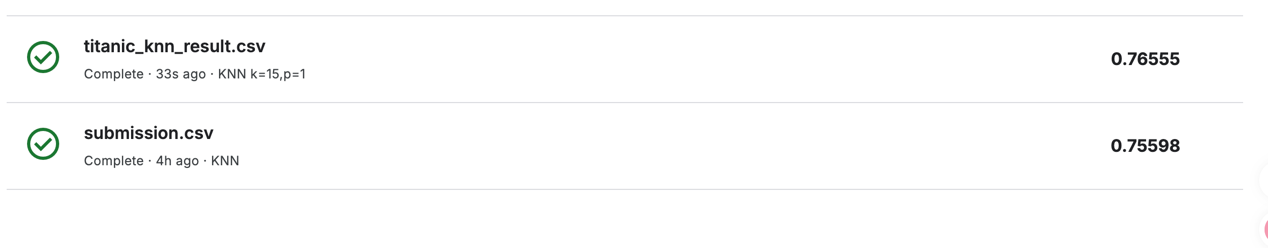 titanic_knn_result.csv
Complete · 33s ago · KNN k=15,p=1
0.76555
submission.csv
Complete · 4h ago · KNN
0.75598